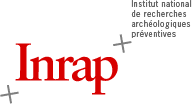 Institut national
de recherches
archéologiques
préventives
Inrap